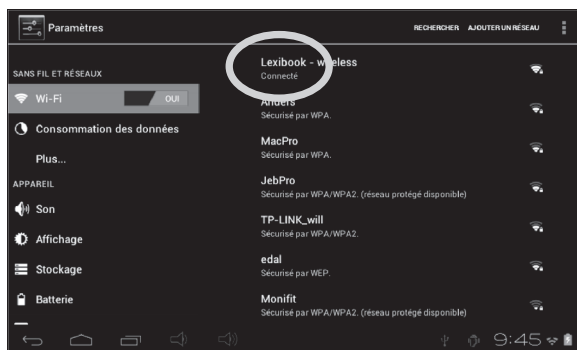 Paramètres
RECHERCHER AJOUTER UN RÉSEAU
SANS FIL ET RÉSEAUX
Wi-Fi OUI
Consommation des données
Plus...
APPAREIL
Son
Affichage
Stockage
Batterie
Lexibook - wireless
Connecté
Anders
Sécurisé par WPA.
MacPro
Sécurisé par WPA.
JebPro
Sécurisé par WPA/WPA2. (réseau protégé disponible)
TP-LINK_will
Sécurisé par WPA/WPA2.
edal
Sécurisé par WEP.
Monifit
Sécurisé par WPA/WPA2. (réseau protégé disponible)
9:45